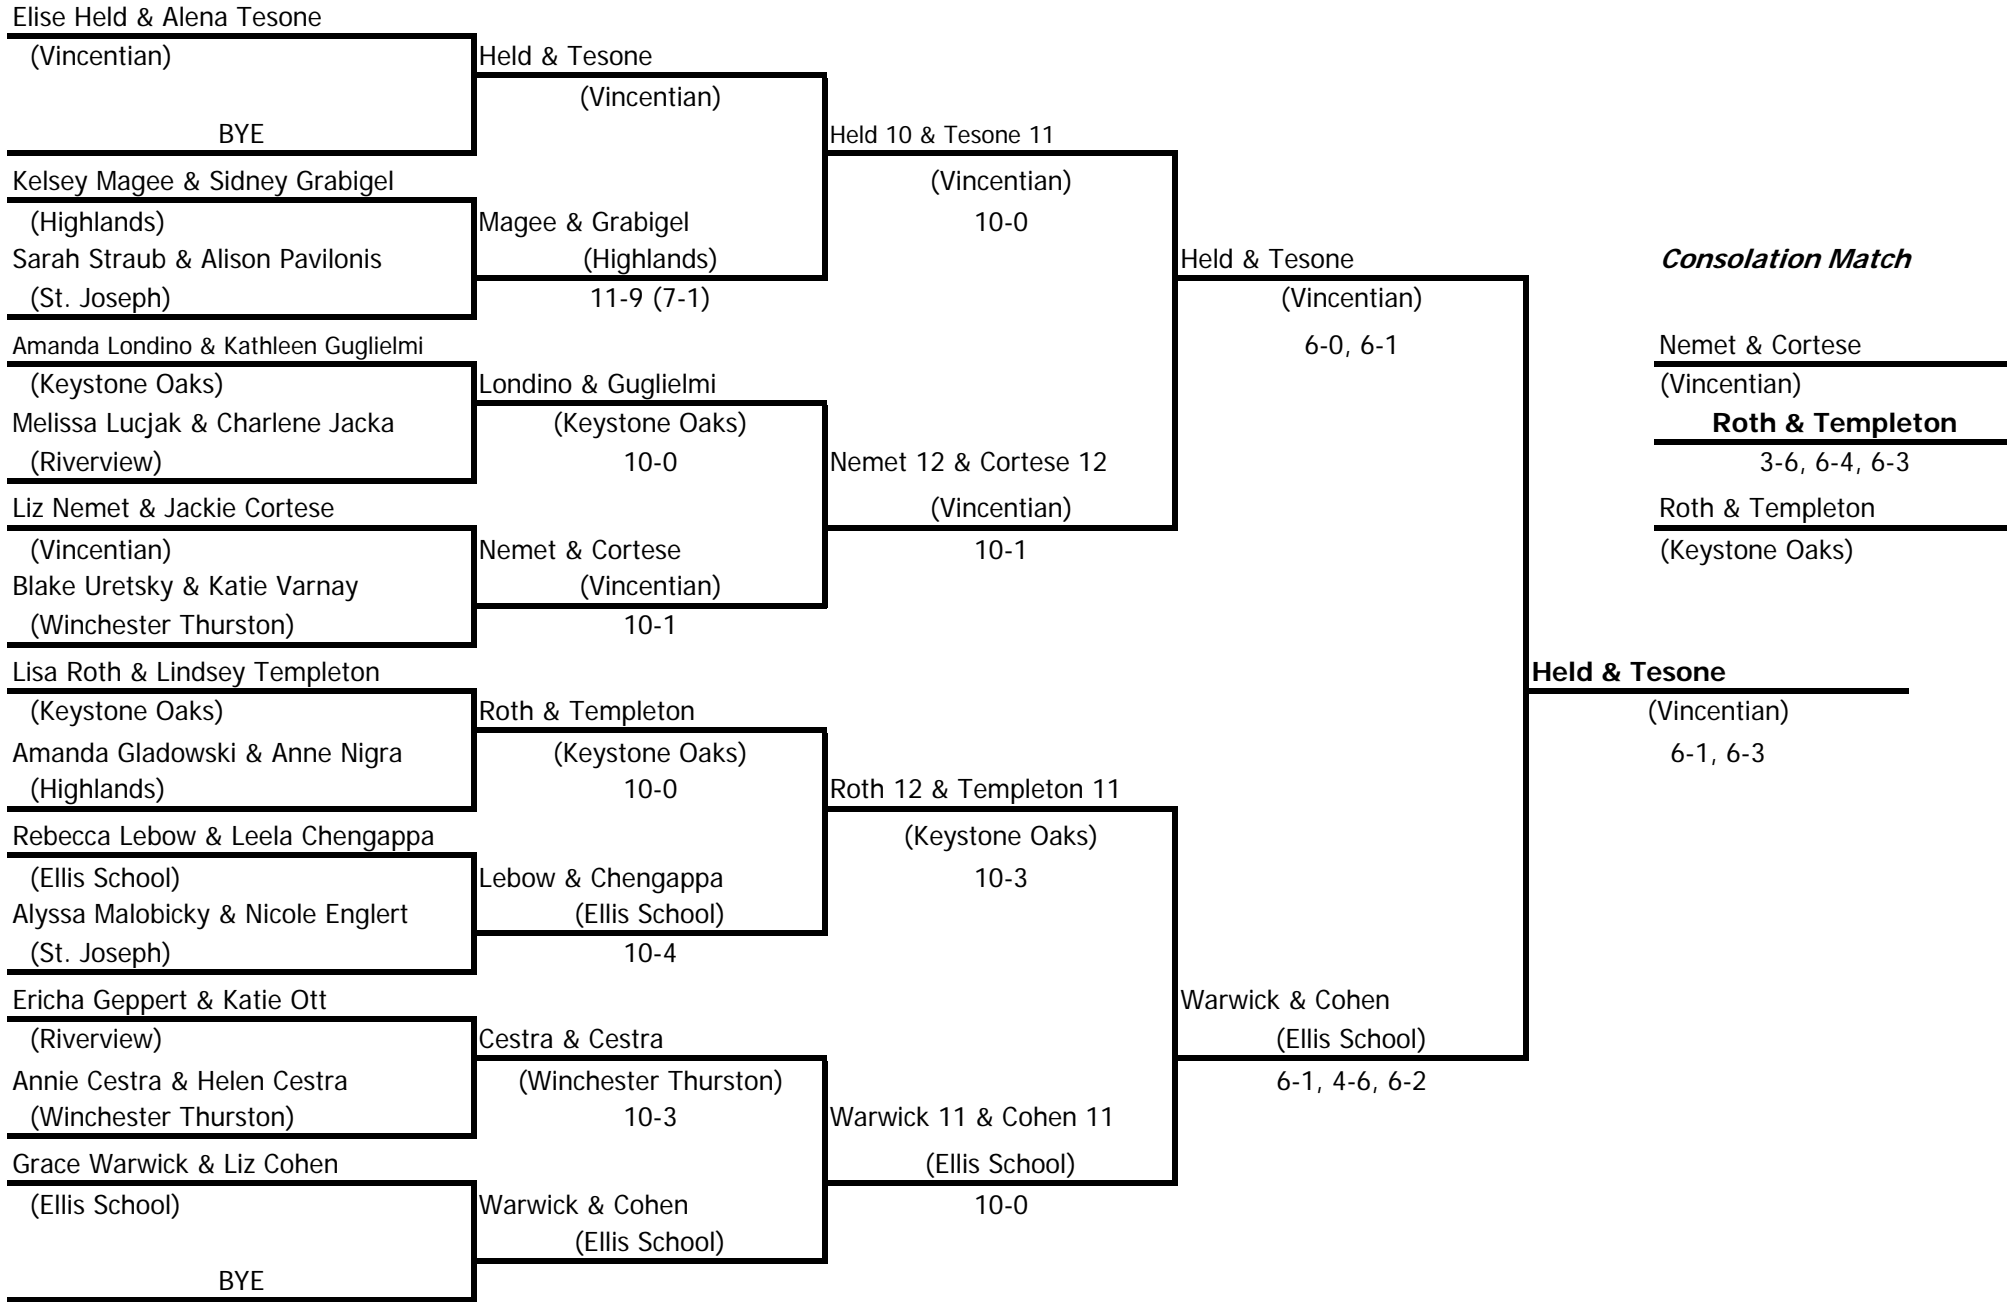 Elise Held & Alena Tesone
(Vincentian)
BYE
Kelsey Magee & Sidney Grabigel
(Highlands)
Sarah Straub & Alison Pavilonis
(St. Joseph)
Amanda Londino & Kathleen Guglielmi
(Keystone Oaks)
Melissa Lucjak & Charlene Jacka
(Riverview)
Liz Nemet & Jackie Cortese
(Vincentian)
Blake Uretsky & Katie Varnay
(Winchester Thurston)
Lisa Roth & Lindsey Templeton
(Keystone Oaks)
Amanda Gladowski & Anne Nigra
(Highlands)
Rebecca Lebow & Leela Chengappa
(Ellis School)
Alyssa Malobicky & Nicole Englert
(St. Joseph)
Ericha Geppert & Katie Ott
(Riverview)
Annie Cestra & Helen Cestra
(Winchester Thurston)
Grace Warwick & Liz Cohen
(Ellis School)
BYE
Held & Tesone
(Vincentian)
Magee & Grabigel
(Highlands)
11-9 (7-1)
Londino & Guglielmi
(Keystone Oaks)
10-0
Nemet & Cortese
(Vincentian)
10-1
Roth & Templeton
(Keystone Oaks)
10-0
Lebow & Chengappa
(Ellis School)
10-4
Cestra & Cestra
(Winchester Thurston)
10-3
Warwick & Cohen
(Ellis School)
Held 10 & Tesone 11
(Vincentian)
10-0
Nemet 12 & Cortese 12
(Vincentian)
10-1
Roth 12 & Templeton 11
(Keystone Oaks)
10-3
Warwick 11 & Cohen 11
(Ellis School)
10-0
Held & Tesone
(Vincentian)
6-0, 6-1
Warwick & Cohen
(Ellis School)
6-1, 4-6, 6-2
Held & Tesone
(Vincentian)
6-1, 6-3
Consolation Match
Nemet & Cortese
(Vincentian)
Roth & Templeton
3-6, 6-4, 6-3
Roth & Templeton
(Keystone Oaks)